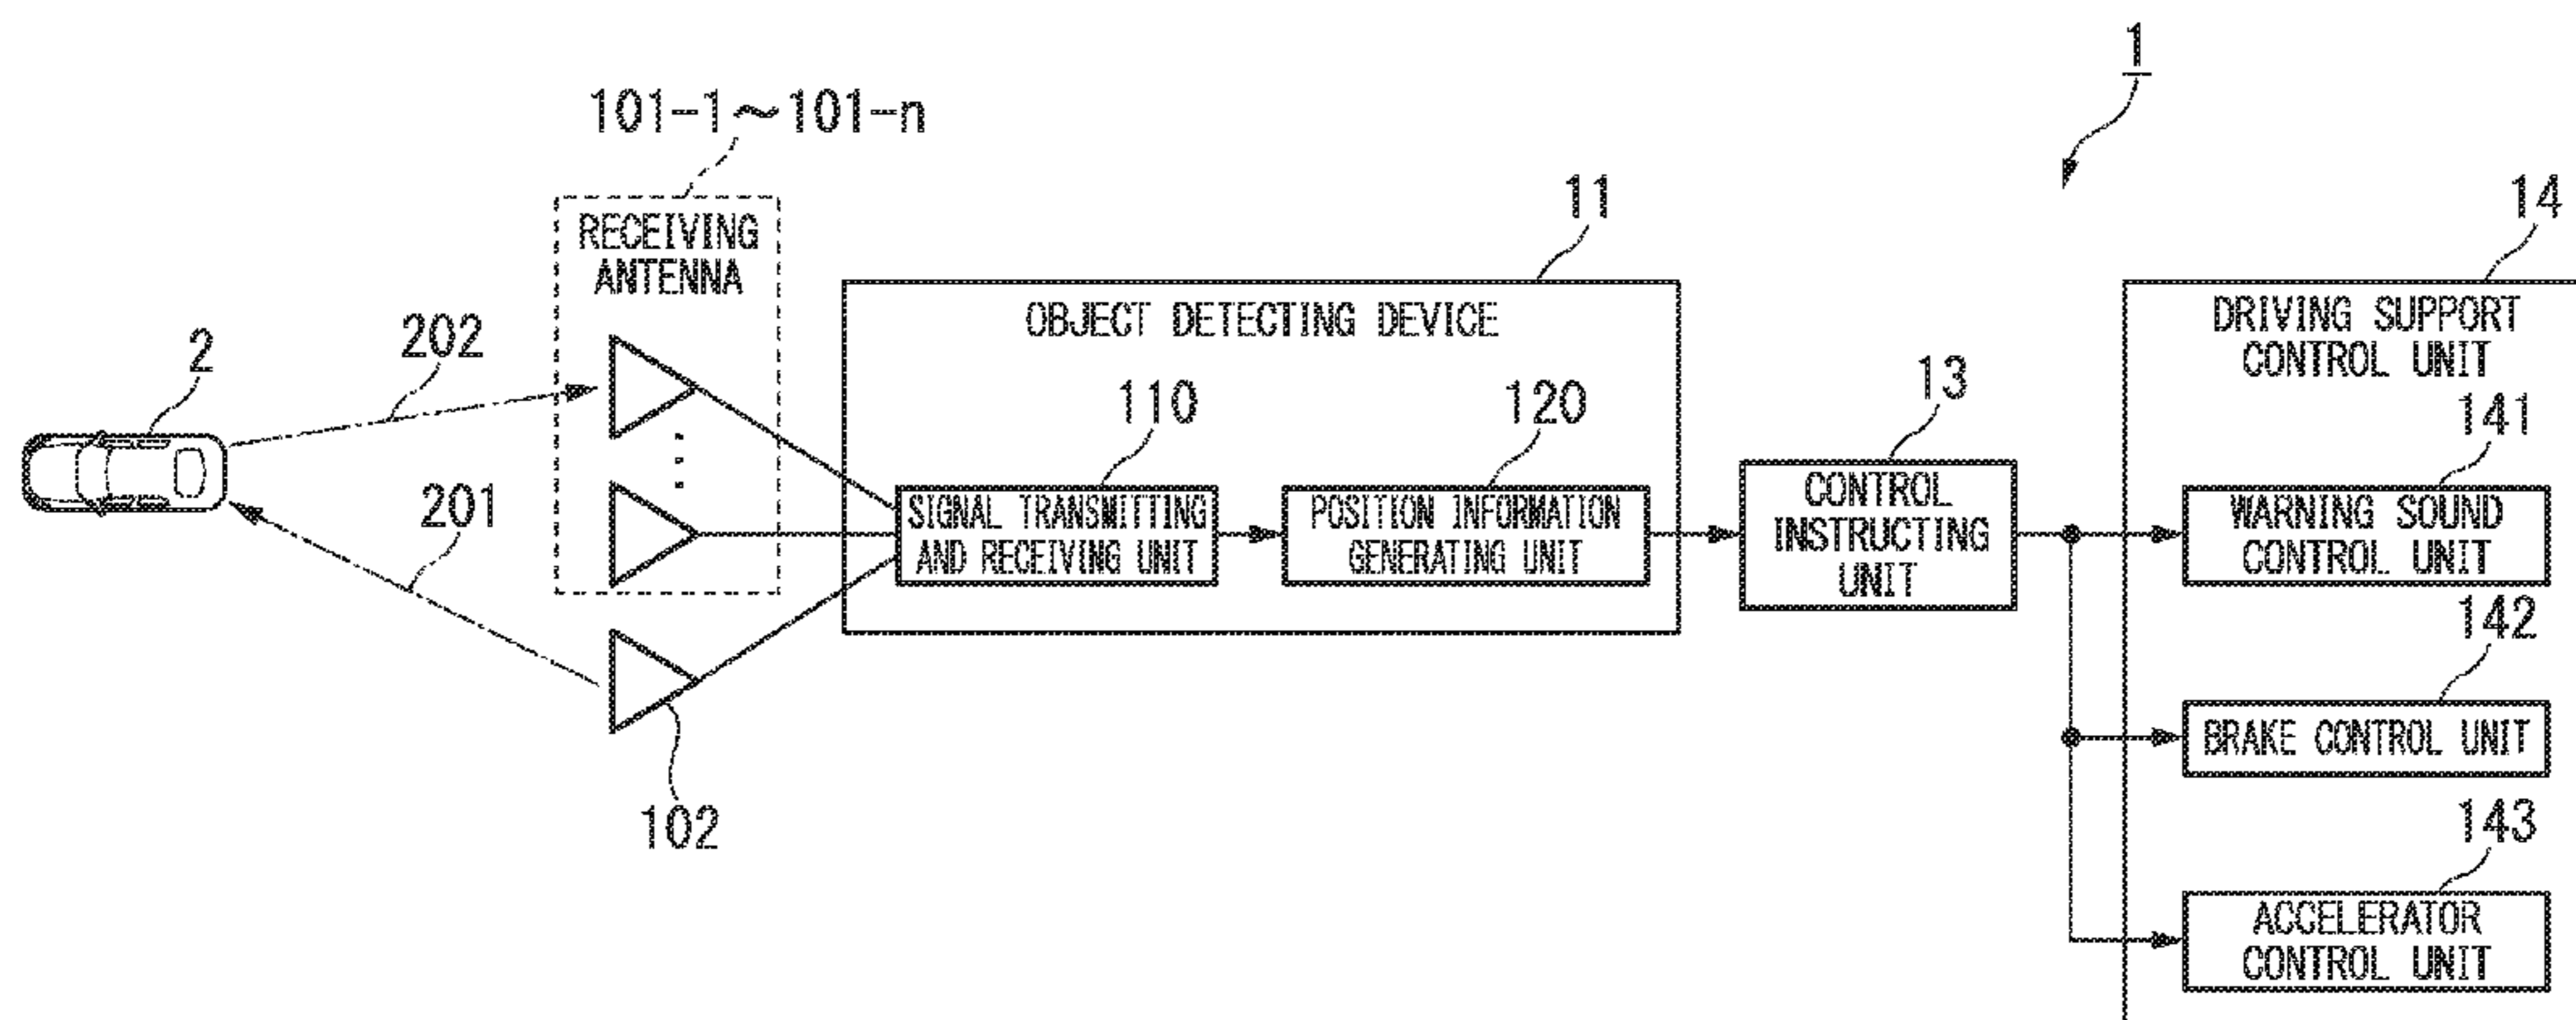 1
101-1~101-n
RECEIVING
ANTENNA
11
14
OBJECT DETECTING DEVICE
DRIVING SUPPORT
CONTROL UNIT
2
202
201
110
120
13
141
SIGNAL TRANSMITTING
AND RECEIVING UNIT
POSITION INFORMATION
GENERATING UNIT
CONTROL
INSTRUCTING
UNIT
WARNING SOUND
CONTROL UNIT
142
BRAKE CONTROL UNIT
102
143
ACCELERATOR
CONTROL UNIT